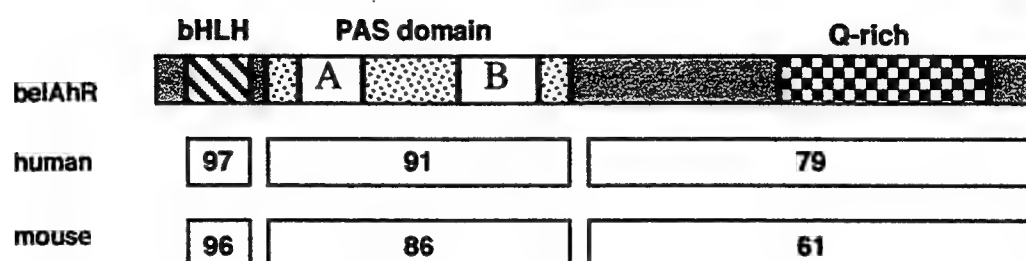 bHLH PAS domain Q-rich
belAhR A B
human 97 91 79
mouse 96 86 61